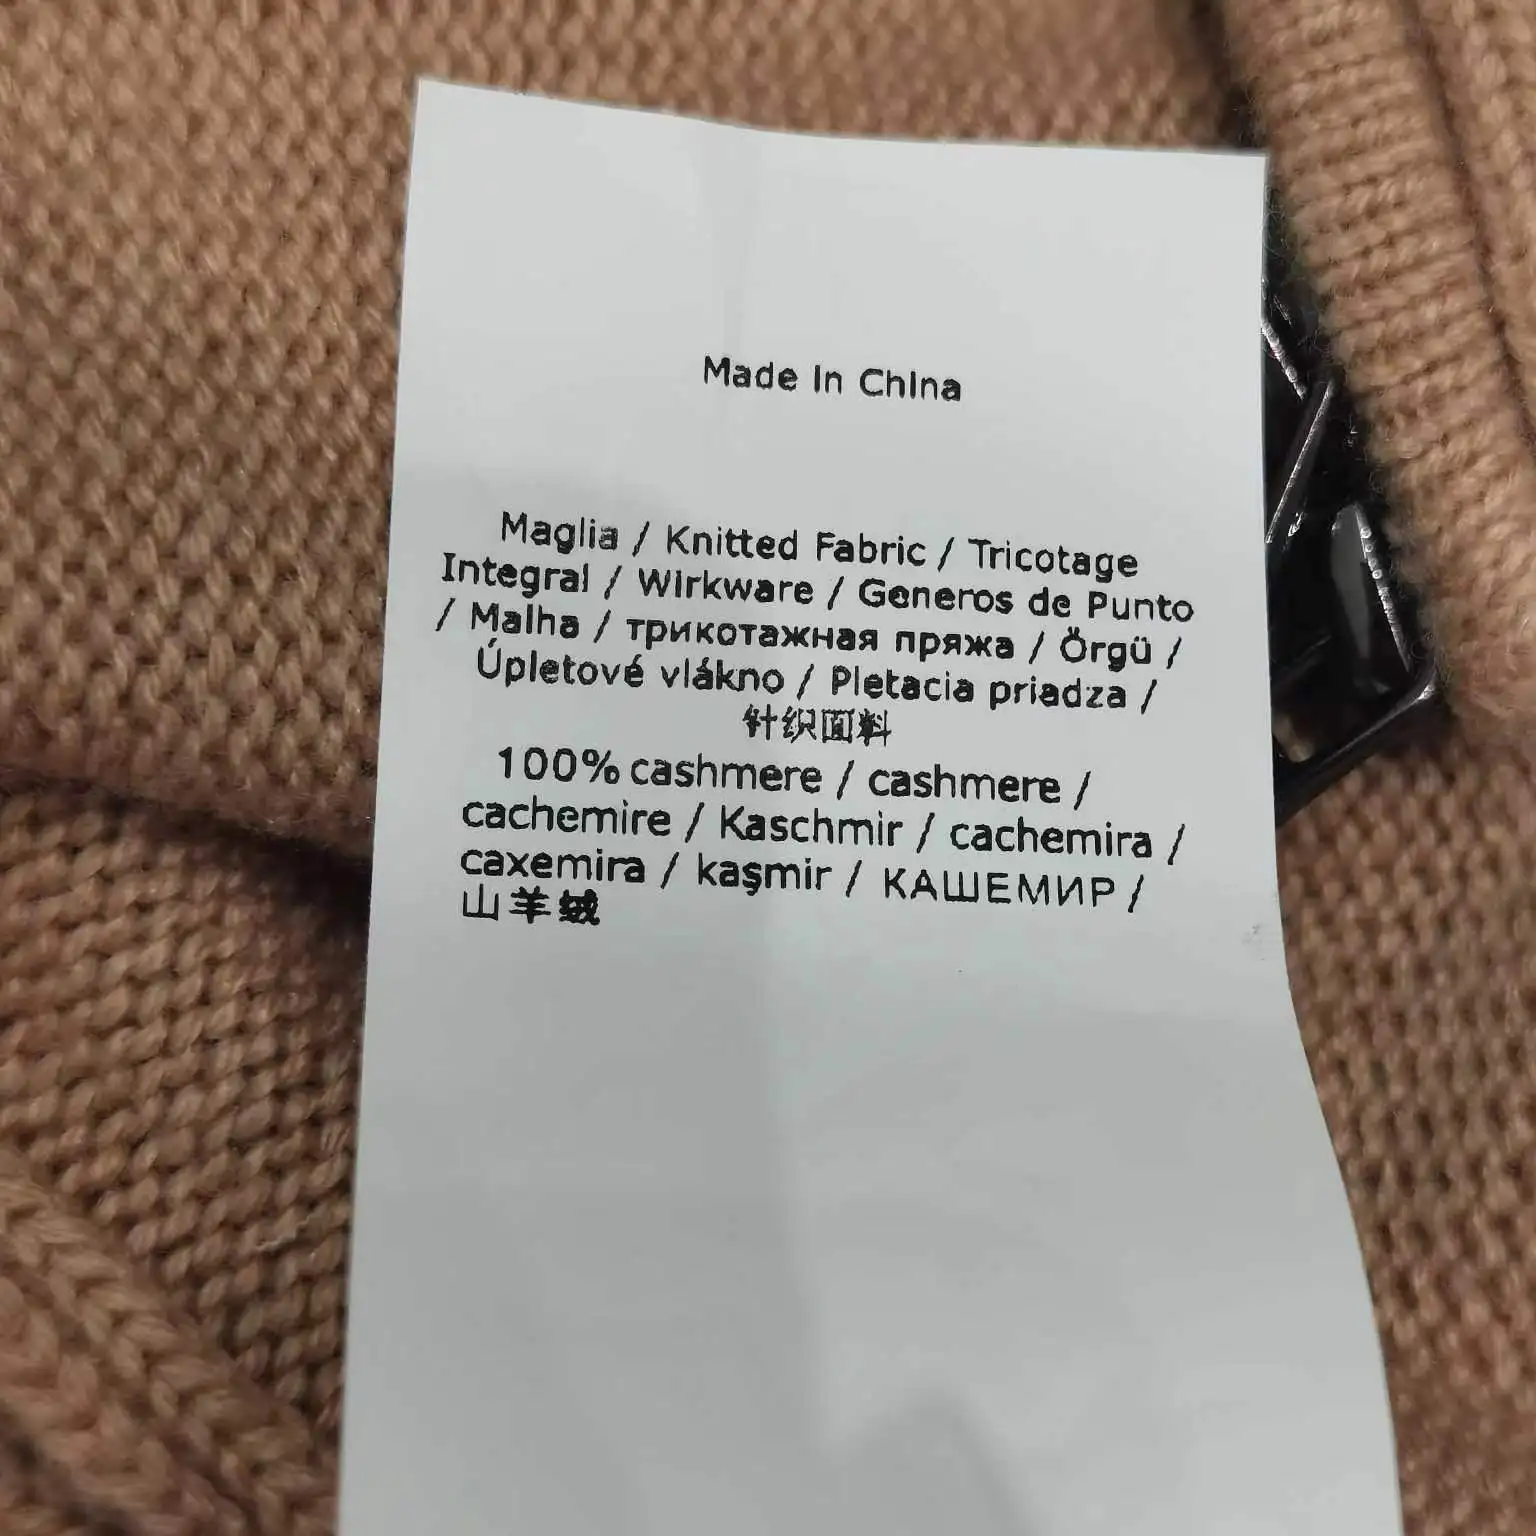 Made In China
Maglia / Knitted Fabric / Tricotage
Integral / Wirkware / Generos de Punto
/ Malha / трикотажная пряжа / Örgü /
Úpletové vlákno / Pletacia priadza /
针织面料
100% cashmere / cashmere /
cachemire / Kaschmir / cachemira /
caxemira / kaşmir / КАШЕМИР /
山羊绒